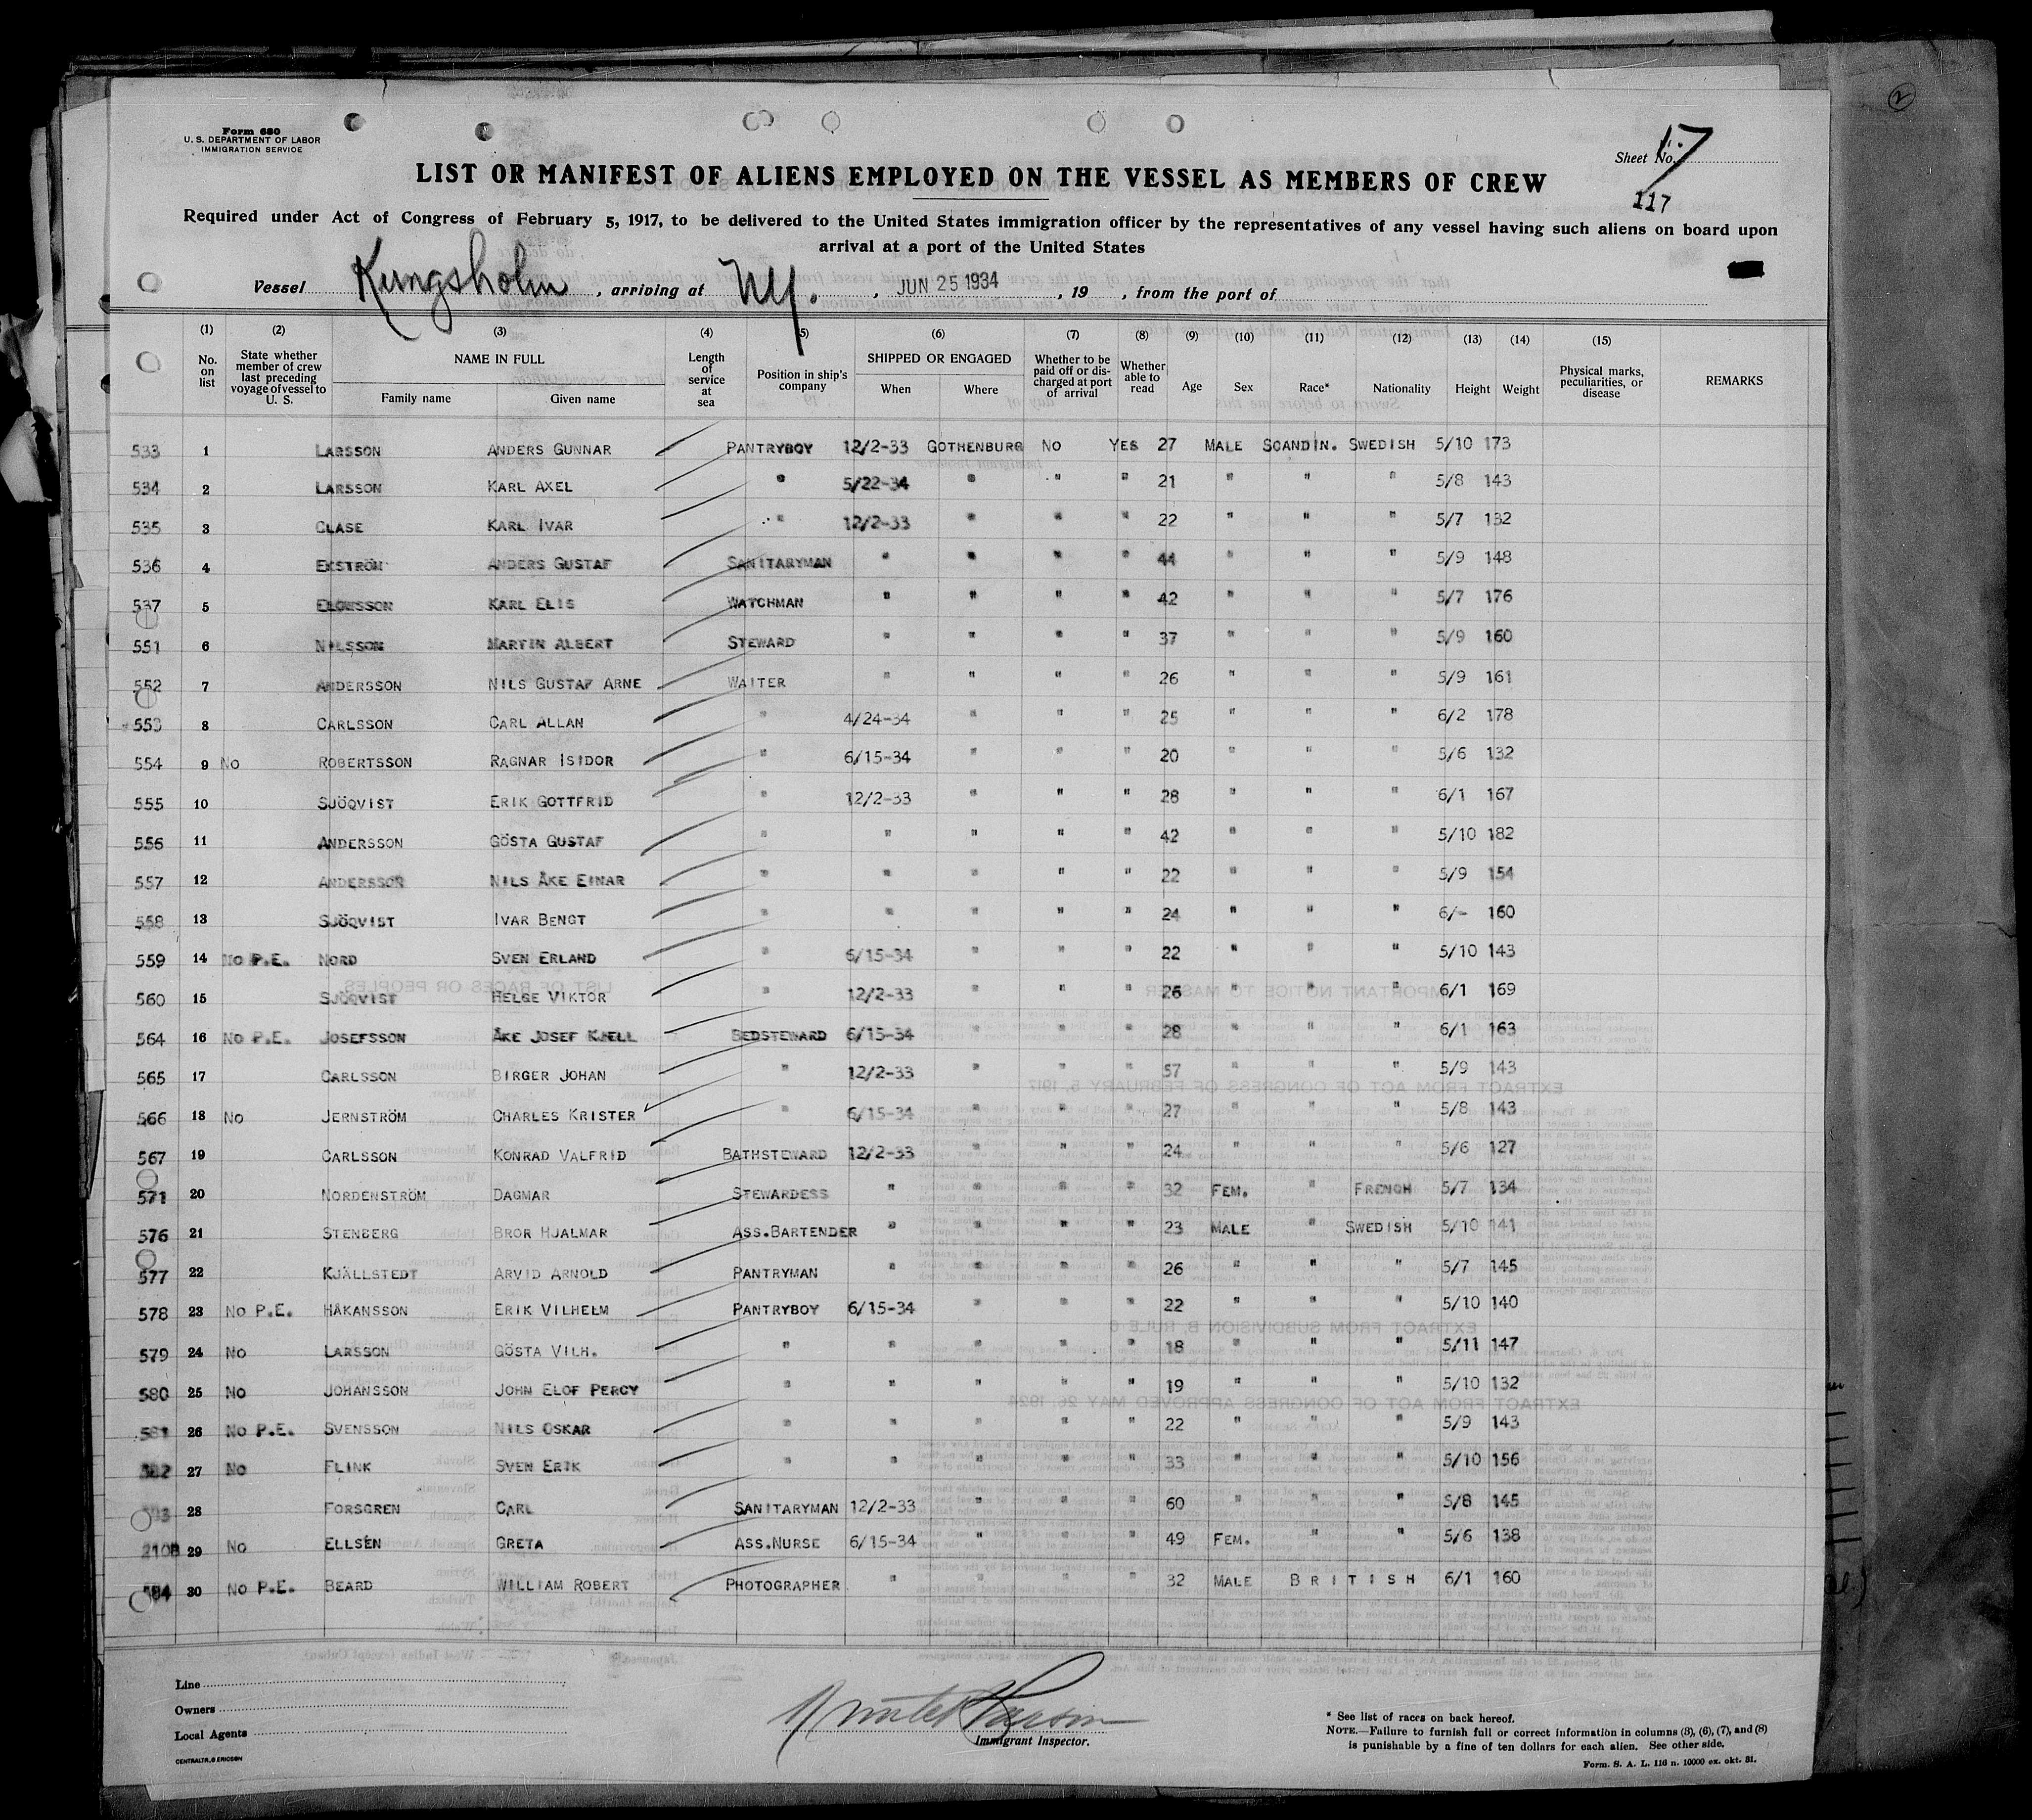 Form 680
U. S. DEPARTMENT OF LABOR
IMMIGRATION SERVICE
Sheet No. 17
117
LIST OR MANIFEST OF ALIENS EMPLOYED ON THE VESSEL AS MEMBERS OF CREW
Required under Act of Congress of February 5, 1917, to be delivered to the United States immigration officer by the representatives of any vessel having such aliens on board upon
arrival at a port of the United States
Vessel Kungsholm, arriving at NY., JUN 25 1934, 19 , from the port of
(1) (2) (3) (4) (5) (6) (7) (8) (9) (10) (11) (12) (13) (14) (15)
No. on list
State whether member of crew last preceding voyage of vessel to U. S.
NAME IN FULL
Family name
Given name
Length of service at sea
Position in ship's company
SHIPPED OR ENGAGED
When
Where
Whether to be paid off or discharged at port of arrival
Whether able to read
Age
Sex
Race*
Nationality
Height
Weight
Physical marks, peculiarities, or disease
REMARKS
533 1 LARSSON ANDERS GUNNAR PANTRYBOY 12/2-33 GOTHENBURG NO YES 27 MALE SCANDIN. SWEDISH 5/10 173
534 2 LARSSON KARL AXEL " 5/22-34 " " " 21 " " " 5/8 143
535 3 CLASE KARL IVAR " 12/2-33 " " " 22 " " " 5/7 132
536 4 EKSTRÖM ANDERS GUSTAF SANITARYMAN " " " " 44 " " " 5/9 148
537 5 KARL ELIS WATCHMAN " " " " 42 " " " 5/7 176
551 6 NILSSON MARTIN ALBERT STEWARD " " " " 37 " " " 5/9 160
552 7 ANDERSSON NILS GUSTAF ARNE WAITER " " " " 26 " " " 5/9 161
553 8 CARLSSON CARL ALLAN " 4/24-34 " " " 25 " " " 6/2 178
554 9 NO ROBERTSSON RAGNAR ISIDOR " 6/15-34 " " " 20 " " " 5/6 132
555 10 SJÖQVIST ERIK GOTTFRID " 12/2-33 " " " 28 " " " 6/1 167
556 11 ANDERSSON GÖSTA GUSTAF " " " " " 42 " " " 5/10 182
557 12 ANDERSSON NILS ÅKE EINAR " " " " " 22 " " " 5/9 154
558 13 SJÖQVIST IVAR BENGT " " " " " 24 " " " 6/- 160
559 14 NO P.E. NORD SVEN ERLAND " 6/15-34 " " " 22 " " " 5/10 143
560 15 SJÖQVIST HELGE VIKTOR " 12/2-33 " " " 26 " " " 6/1 169
564 16 NO P.E. JOSEFSSON ÅKE JOSEF KJELL BEDSTEWARD 6/15-34 " " " 28 " " " 6/1 163
565 17 CARLSSON BIRGER JOHAN " 12/2-33 " " " 57 " " " 5/9 143
566 18 NO JERNSTRÖM CHARLES KRISTER " 6/15-34 " " " 27 " " " 5/8 143
567 19 CARLSSON KONRAD VALFRID BATHSTEWARD 12/2-33 " " " 24 " " " 5/6 127
571 20 NORDENSTRÖM DAGMAR STEWARDESS " " " " 32 FEM. " FRENCH 5/7 134
576 21 STENBERG BROR HJALMAR ASS.BARTENDER " " " " 23 MALE " SWEDISH 5/10 141
577 22 KJÄLLSTEDT ARVID ARNOLD PANTRYMAN " " " " 26 " " " 5/7 145
578 23 NO P.E. HÅKANSSON ERIK VILHELM PANTRYBOY 6/15-34 " " " 22 " " " 5/10 140
579 24 NO LARSSON GÖSTA VILH. " " " " " 18 " " " 5/11 147
580 25 NO JOHANSSON JOHN ELOF PERCY " " " " " 19 " " " 5/10 132
581 26 NO P.E. SVENSSON NILS OSKAR " " " " " 22 " " " 5/9 143
582 27 NO FLINK SVEN ERIK " " " " " 33 " " " 5/10 156
28 FORSGREN CARL SANITARYMAN 12/2-33 " " " 60 " " " 5/8 145
2108 29 NO ELLSÉN GRETA ASS.NURSE 6/15-34 " " " 49 FEM. " " 5/6 138
584 30 NO P.E. BEARD WILLIAM ROBERT PHOTOGRAPHER " " " " 32 MALE BRITISH 6/1 160
Line
Owners
Local Agents
CENTRALTR. G ERICSON
Immigrant Inspector.
* See list of races on back hereof.
NOTE.—Failure to furnish full or correct information in columns (3), (6), (7), and (8)
is punishable by a fine of ten dollars for each alien. See other side.
Form. S. A. L. 116 n. 10000 ex. okt. 31.
2